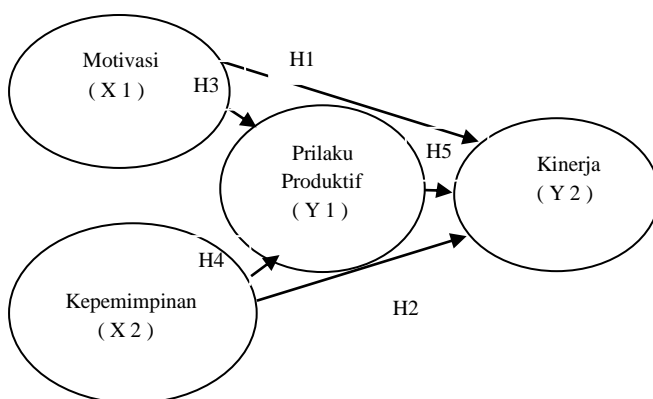 Motivasi
( X 1 )
H1
H3
Prilaku
Produktif
( Y 1 )
H5
Kinerja
( Y 2 )
H4
Kepemimpinan
( X 2 )
H2